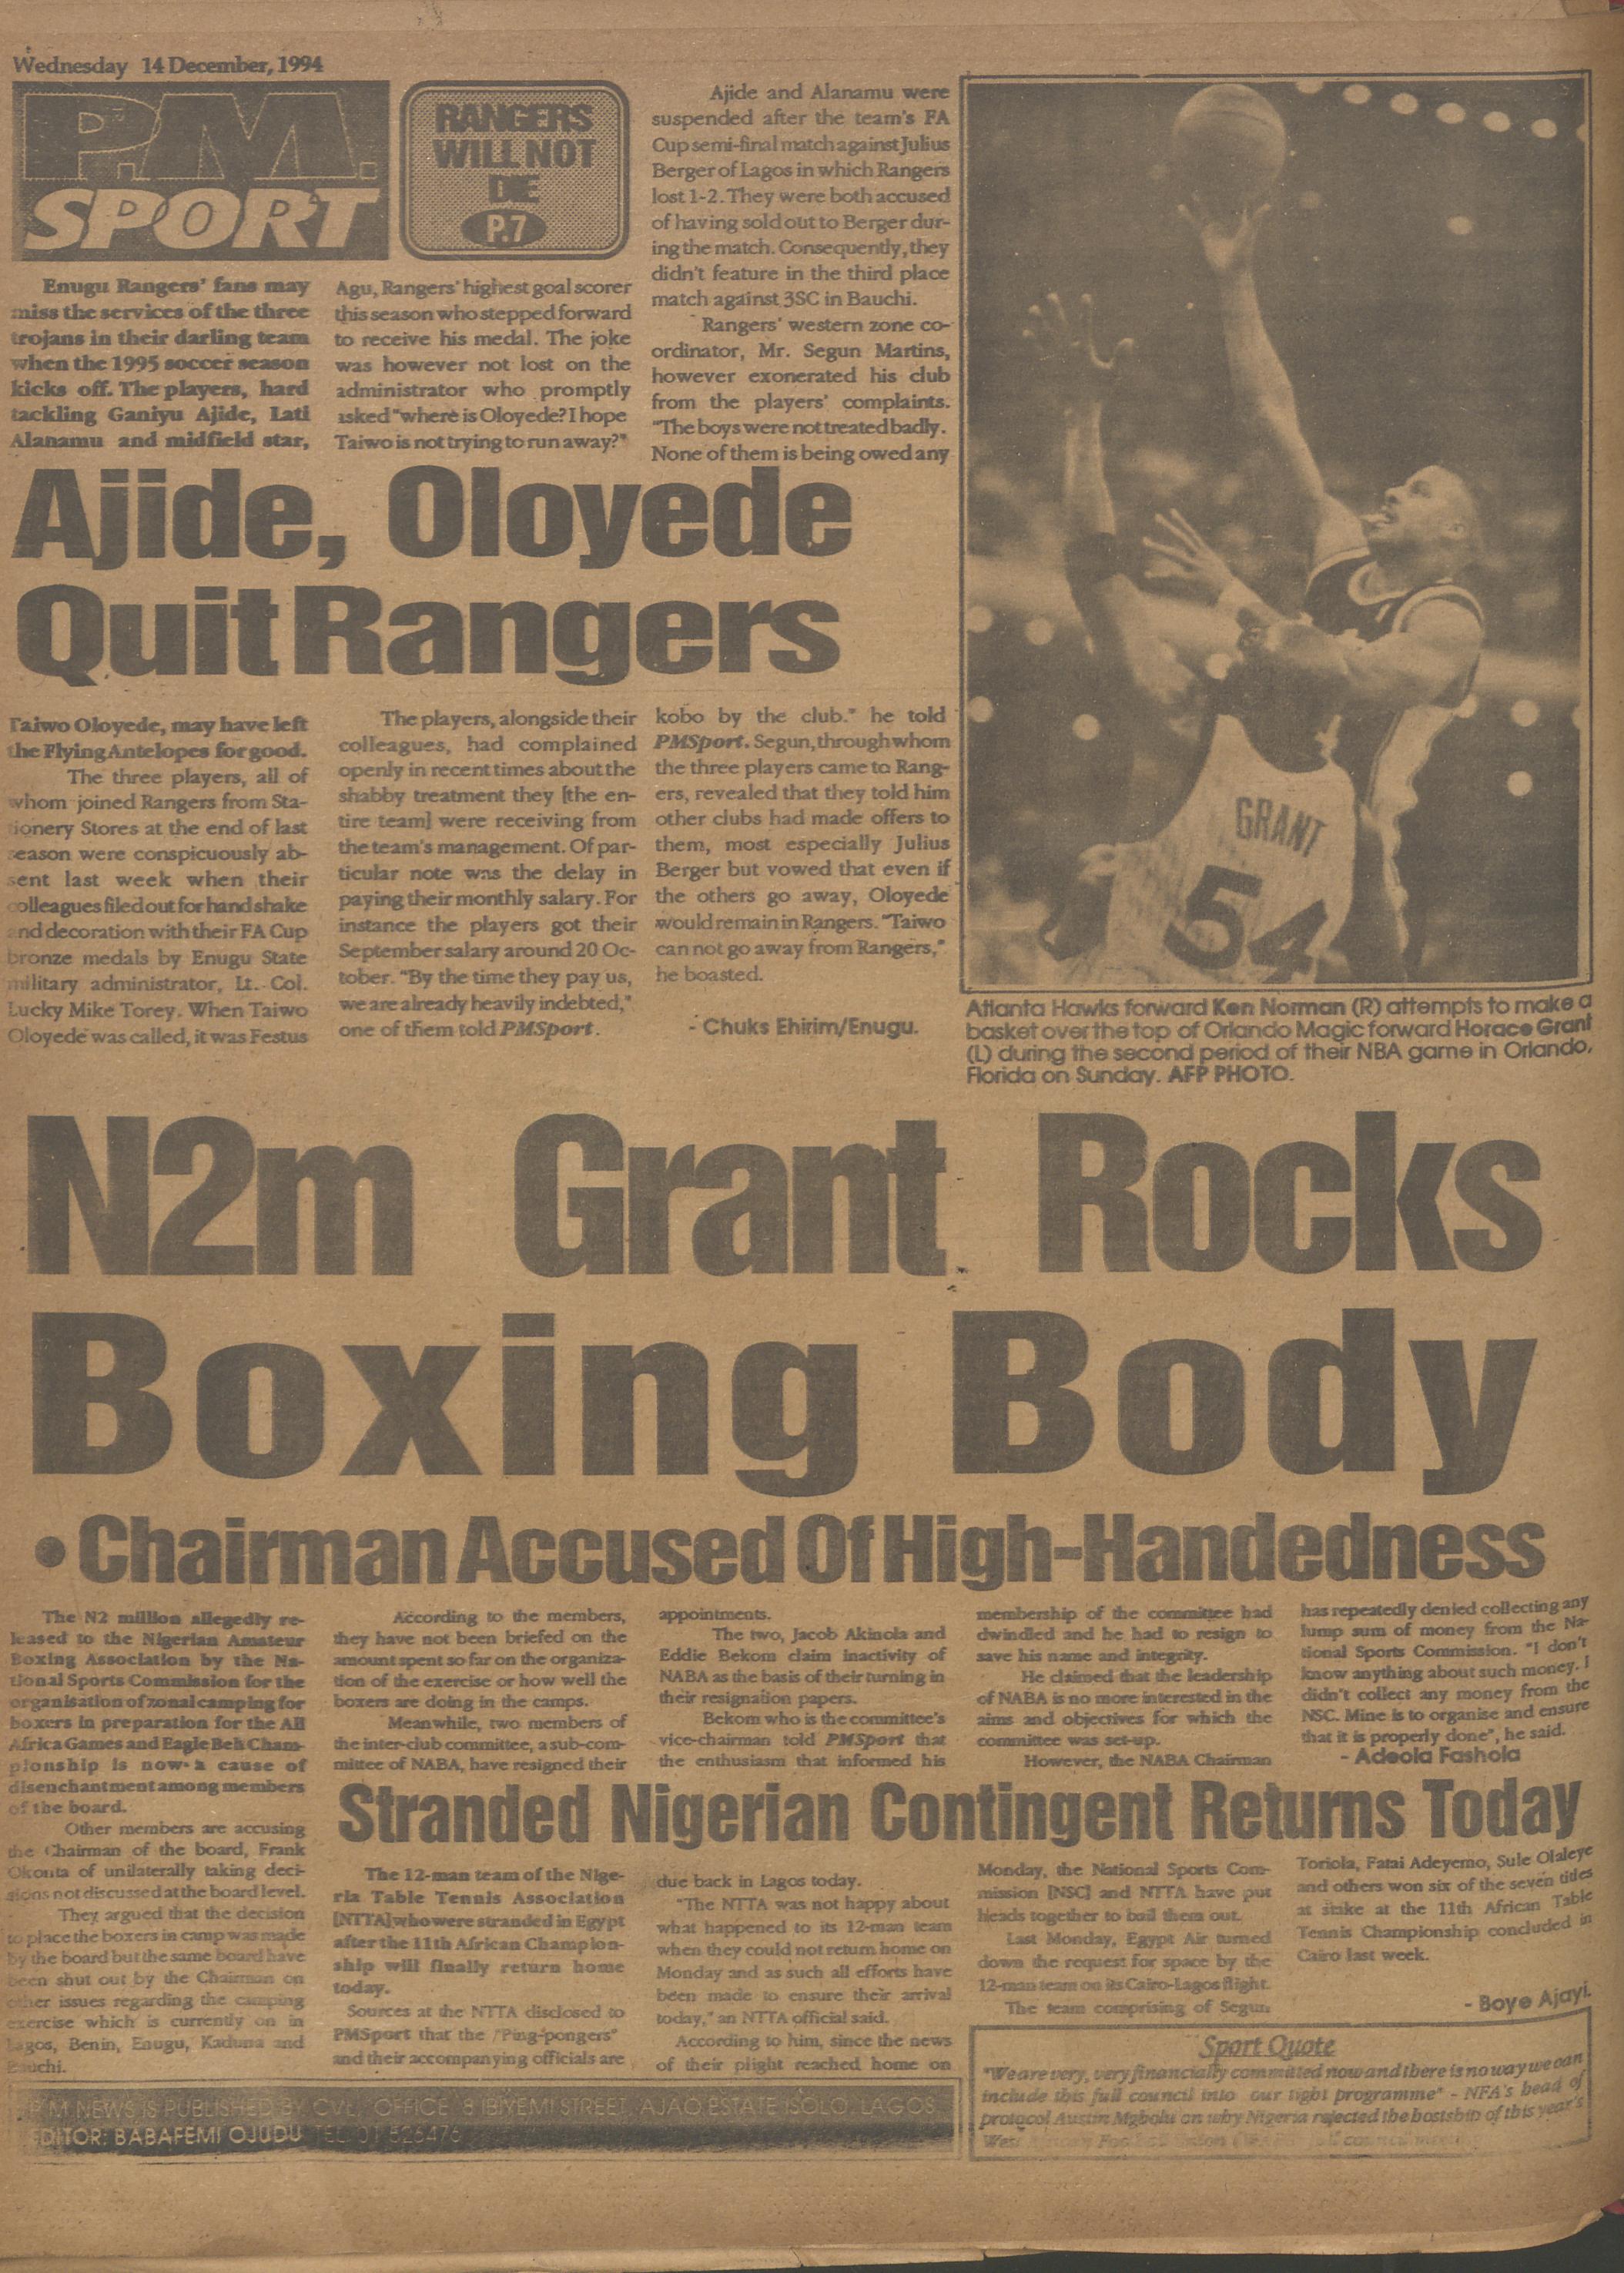 Wednesday 14 December, 1994
P.M.
SPORT
RANGERS
WILL NOT
DIE
P.7
Enugu Rangers' fans may
miss the services of the three
trojans in their darling team
when the 1995 soccer season
kicks off. The players, hard
tackling Ganiyu Ajide, Lati
Alanamu and midfield star,
Agu, Rangers' highest goal scorer
this season who stepped forward
to receive his medal. The joke
was however not lost on the
administrator who promptly
asked "where is Oloyede? I hope
Taiwo is not trying to run away?"
Ajide and Alanamu were
suspended after the team's FA
Cup semi-final match against Julius
Berger of Lagos in which Rangers
lost 1-2. They were both accused
of having sold out to Berger dur-
ing the match. Consequently, they
didn't feature in the third place
match against 3SC in Bauchi.
Rangers' western zone co-
ordinator, Mr. Segun Martins,
however exonerated his club
from the players' complaints.
"The boys were not treated badly.
None of them is being owed any
Ajide, Oloyede
Quit Rangers
Taiwo Oloyede, may have left
the Flying Antelopes for good.
The three players, all of
whom joined Rangers from Sta-
tionery Stores at the end of last
season were conspicuously ab-
sent last week when their
colleagues filed out for hand shake
and decoration with their FA Cup
bronze medals by Enugu State
military administrator, Lt. Col.
Lucky Mike Torey. When Taiwo
Oloyede was called, it was Festus
The players, alongside their
colleagues, had complained
openly in recent times about the
shabby treatment they [the en-
tire team] were receiving from
the team's management. Of par-
ticular note was the delay in
paying their monthly salary. For
instance the players got their
September salary around 20 Oc-
tober. "By the time they pay us,
we are already heavily indebted,"
one of them told PMSport.
kobo by the club." he told
PMSport. Segun, through whom
the three players came to Rang-
ers, revealed that they told him
other clubs had made offers to
them, most especially Julius
Berger but vowed that even if
the others go away, Oloyede
would remain in Rangers. "Taiwo
can not go away from Rangers,"
he boasted.
- Chuks Ehirim/Enugu.
GRANT
54
Atlanta Hawks forward Ken Norman (R) attempts to make a
basket over the top of Orlando Magic forward Horace Grant
(L) during the second period of their NBA game in Orlando,
Florida on Sunday. AFP PHOTO.
N2m Grant Rocks
Boxing Body
• Chairman Accused Of High-Handedness
The N2 million allegedly re-
leased to the Nigerian Amateur
Boxing Association by the Na-
tional Sports Commission for the
organisation of zonal camping for
boxers in preparation for the All
Africa Games and Eagle Belt Cham-
pionship is now a cause of
disenchantment among members
of the board.
Other members are accusing
the Chairman of the board, Frank
Okonta of unilaterally taking deci-
sions not discussed at the board level.
They argued that the decision
to place the boxers in camp was made
by the board but the same board have
been shut out by the Chairman on
other issues regarding the camping
exercise which is currently on in
Lagos, Benin, Enugu, Kaduna and
Bauchi.
According to the members,
they have not been briefed on the
amount spent so far on the organiza-
tion of the exercise or how well the
boxers are doing in the camps.
Meanwhile, two members of
the inter-club committee, a sub-com-
mittee of NABA, have resigned their
appointments.
The two, Jacob Akinola and
Eddie Bekom claim inactivity of
NABA as the basis of their turning in
their resignation papers.
Bekom who is the committee's
vice-chairman told PMSport that
the enthusiasm that informed his
membership of the committee had
dwindled and he had to resign to
save his name and integrity.
He claimed that the leadership
of NABA is no more interested in the
aims and objectives for which the
committee was set-up.
However, the NABA Chairman
has repeatedly denied collecting any
lump sum of money from the Na-
tional Sports Commission. "I don't
know anything about such money. I
didn't collect any money from the
NSC. Mine is to organise and ensure
that it is properly done", he said.
- Adeola Fashola
Stranded Nigerian Contingent Returns Today
The 12-man team of the Nige-
ria Table Tennis Association
[NTTA] who were stranded in Egypt
after the 11th African Champion-
ship will finally return home
today.
Sources at the NTTA disclosed to
PMSport that the "Ping-pongers"
and their accompanying officials are
due back in Lagos today.
"The NTTA was not happy about
what happened to its 12-man team
when they could not return home on
Monday and as such all efforts have
been made to ensure their arrival
today," an NTTA official said.
According to him, since the news
of their plight reached home on
Monday, the National Sports Com-
mission [NSC] and NTTA have put
heads together to bail them out.
Last Monday, Egypt Air turned
down the request for space by the
12-man team on its Cairo-Lagos flight.
The team comprising of Segun
Toriola, Fatai Adeyemo, Sule Olaleye
and others won six of the seven titles
at stake at the 11th African Table
Tennis Championship concluded in
Cairo last week.
- Boye Ajayi.
P.M NEWS IS PUBLISHED BY OFFICE 8 IBIYEMI STREET, AJAO ESTATE ISOLO, LAGOS
EDITOR: BABAFEMI OJUDU TEL 01 526476
Sport Quote
"We are very, very financially committed now and there is no way we can
include this full council into our tight programme" - NFA's head of
protocol Austin Mgbolu on why Nigeria rejected the hostship of this year's
West